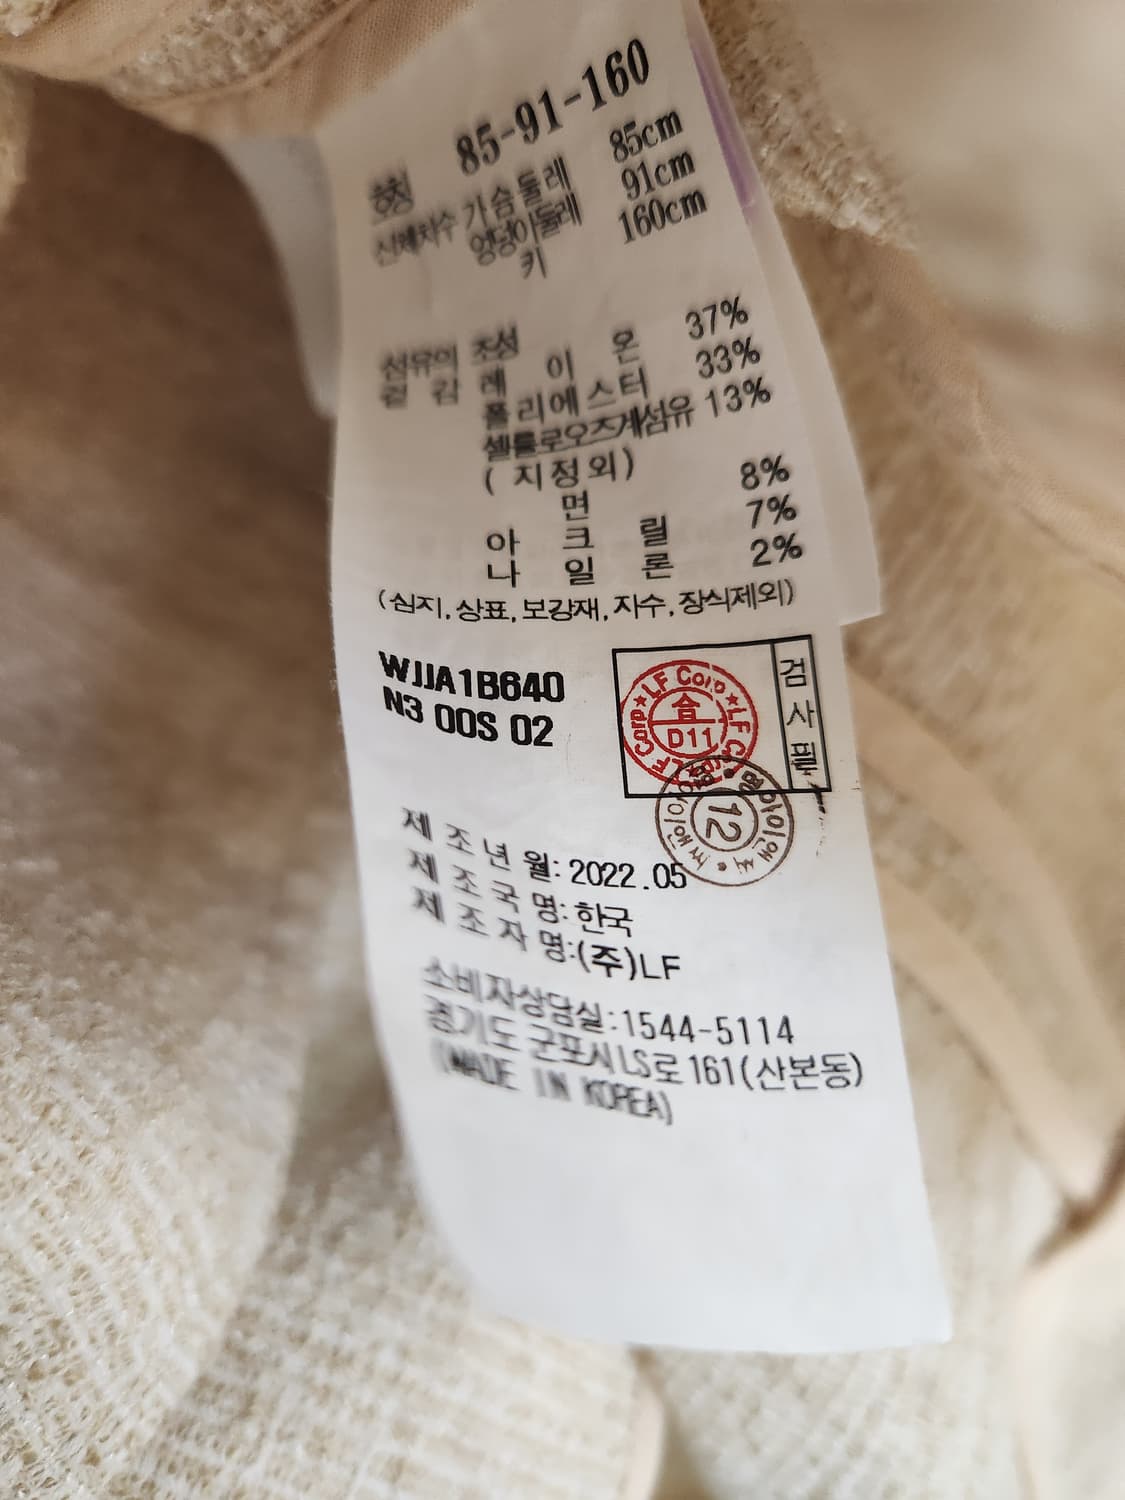 호칭 85-91-160
신체치수 가슴둘레 85cm
엉덩이둘레 91cm
키 160cm
섬유의 조성
겉감 레이온 37%
폴리에스터 33%
셀룰로오즈계섬유 13%
(지정외)
면 8%
아크릴 7%
나일론 2%
(심지,상표,보강재,자수,장식제외)
WJJA1B640
N3 00S 02
LF Corp★LF Corp★LF Corp★
合
D11
검사필
12
제조년월:2022.05
제조국명:한국
제조자명:(주)LF
소비자상담실:1544-5114
경기도 군포시 LS로 161(산본동)
(MADE IN KOREA)